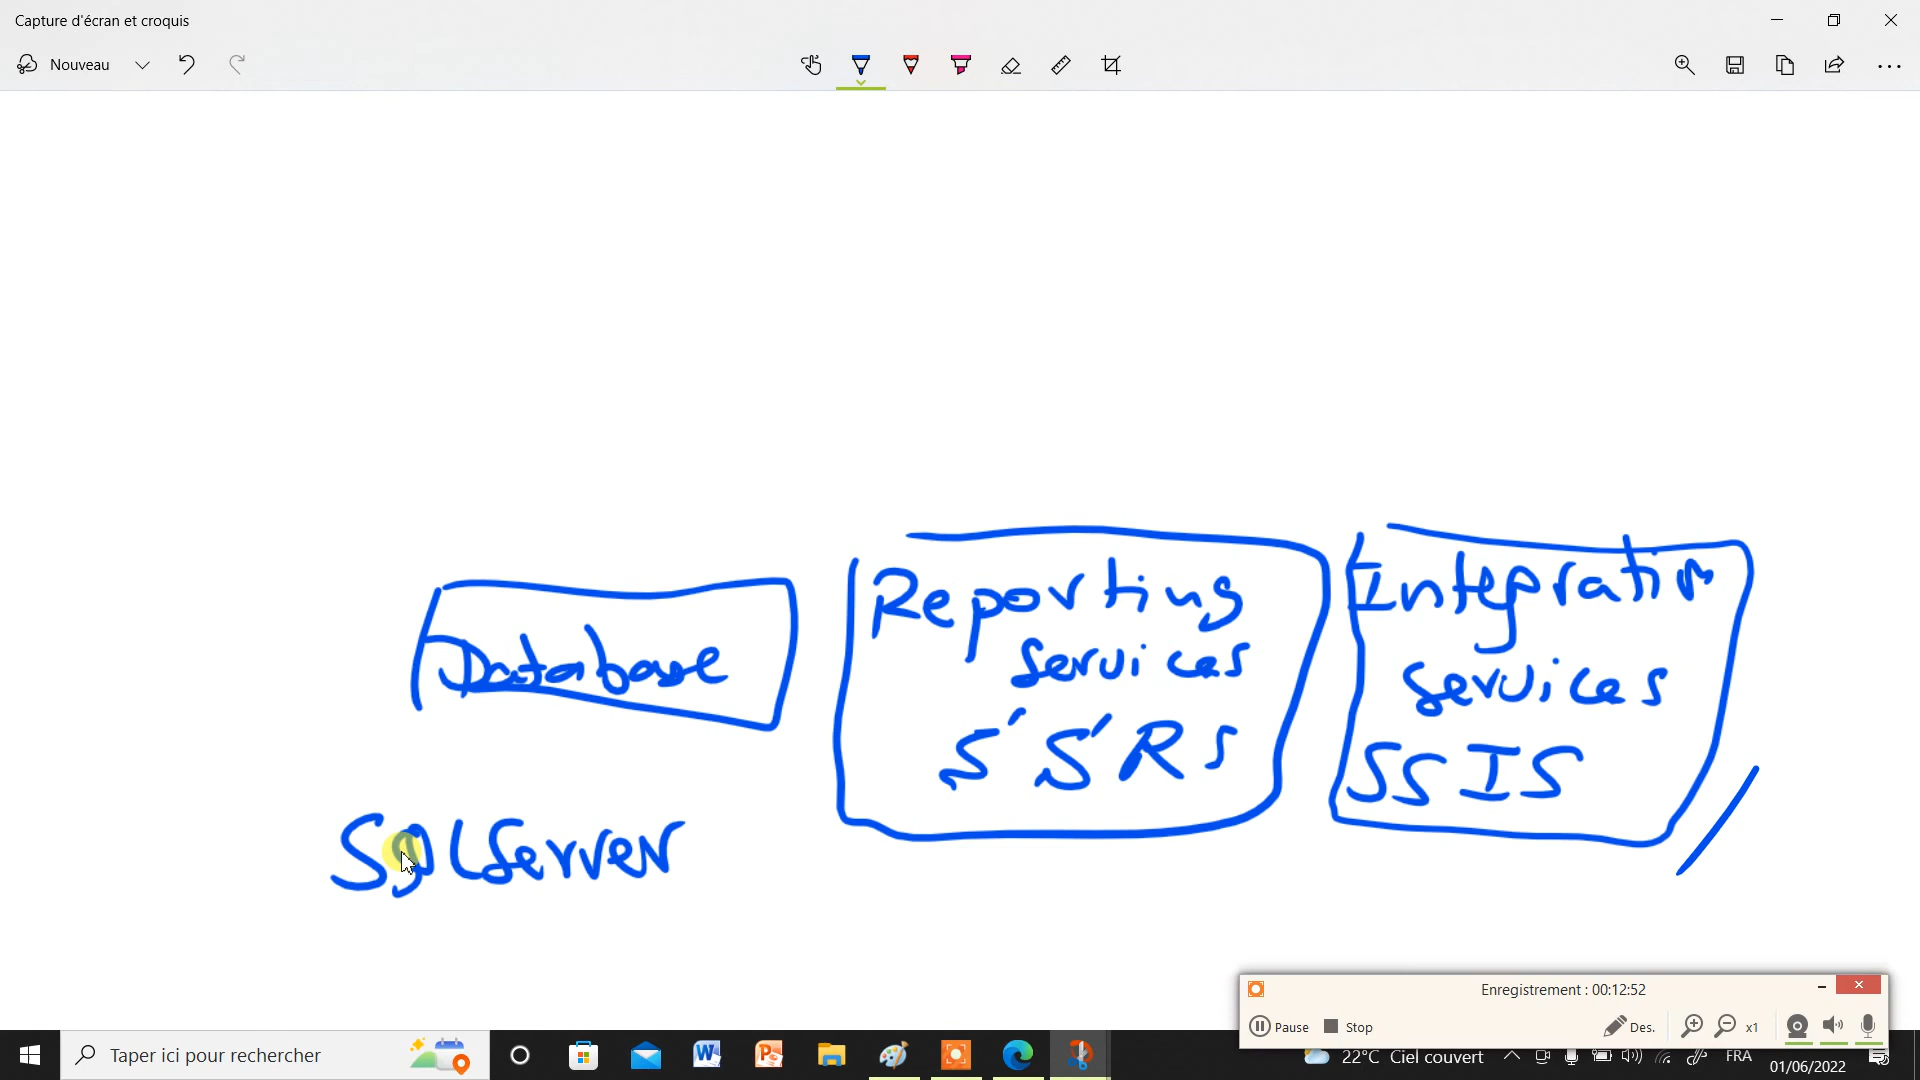 Capture d'écran et croquis
Nouveau
Database
Reporting
services
SSRS
Integration
services
SSIS
SqlServer
Enregistrement : 00:12:52
Pause
Stop
Des.
x1
Taper ici pour rechercher
22°C Ciel couvert
FRA
01/06/2022